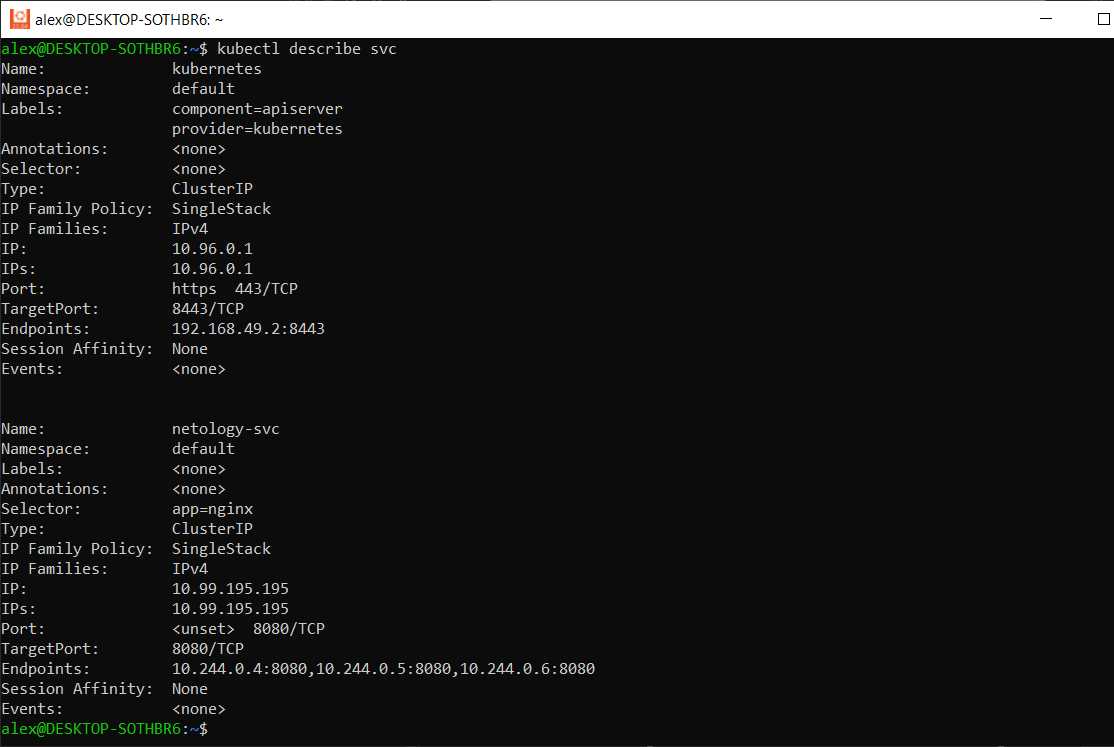 alex@DESKTOP-SOTHBR6: ~
alex@DESKTOP-SOTHBR6:~$ kubectl describe svc
Name:              kubernetes
Namespace:         default
Labels:            component=apiserver
                   provider=kubernetes
Annotations:       <none>
Selector:          <none>
Type:              ClusterIP
IP Family Policy:  SingleStack
IP Families:       IPv4
IP:                10.96.0.1
IPs:               10.96.0.1
Port:              https  443/TCP
TargetPort:        8443/TCP
Endpoints:         192.168.49.2:8443
Session Affinity:  None
Events:            <none>
Name:              netology-svc
Namespace:         default
Labels:            <none>
Annotations:       <none>
Selector:          app=nginx
Type:              ClusterIP
IP Family Policy:  SingleStack
IP Families:       IPv4
IP:                10.99.195.195
IPs:               10.99.195.195
Port:              <unset>  8080/TCP
TargetPort:        8080/TCP
Endpoints:         10.244.0.4:8080,10.244.0.5:8080,10.244.0.6:8080
Session Affinity:  None
Events:            <none>
alex@DESKTOP-SOTHBR6:~$